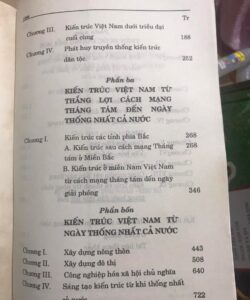 Tr
Chương III. Kiến trúc Việt Nam dưới triều đại
cuối cùng 188
Chương IV. Phát huy truyền thống kiến trúc
dân tộc. 252
Phần ba
KIẾN TRÚC VIỆT NAM TỪ
THẮNG LỢI CÁCH MẠNG
THÁNG TÁM ĐẾN NGÀY
THỐNG NHẤT CẢ NƯỚC
Chương I. Kiến trúc các tỉnh phía Bắc 268
A. Kiến trúc sau cách mạng Tháng
tám ở Miền Bắc 268
B. Kiến trúc ở miền Nam Việt Nam
từ cách mạng tháng tám đến ngày
giải phóng 346
Phần bốn
KIẾN TRÚC VIỆT NAM TỪ
NGÀY THỐNG NHẤT CẢ NƯỚC
Chương I. Xây dựng nông thôn 443
Chương II. Xây dựng đô thị 508
Chương III. Công nghiệp hóa xã hội chủ nghĩa 640
Chương IV. Sáng tạo kiến trúc từ khi thống nhất
722